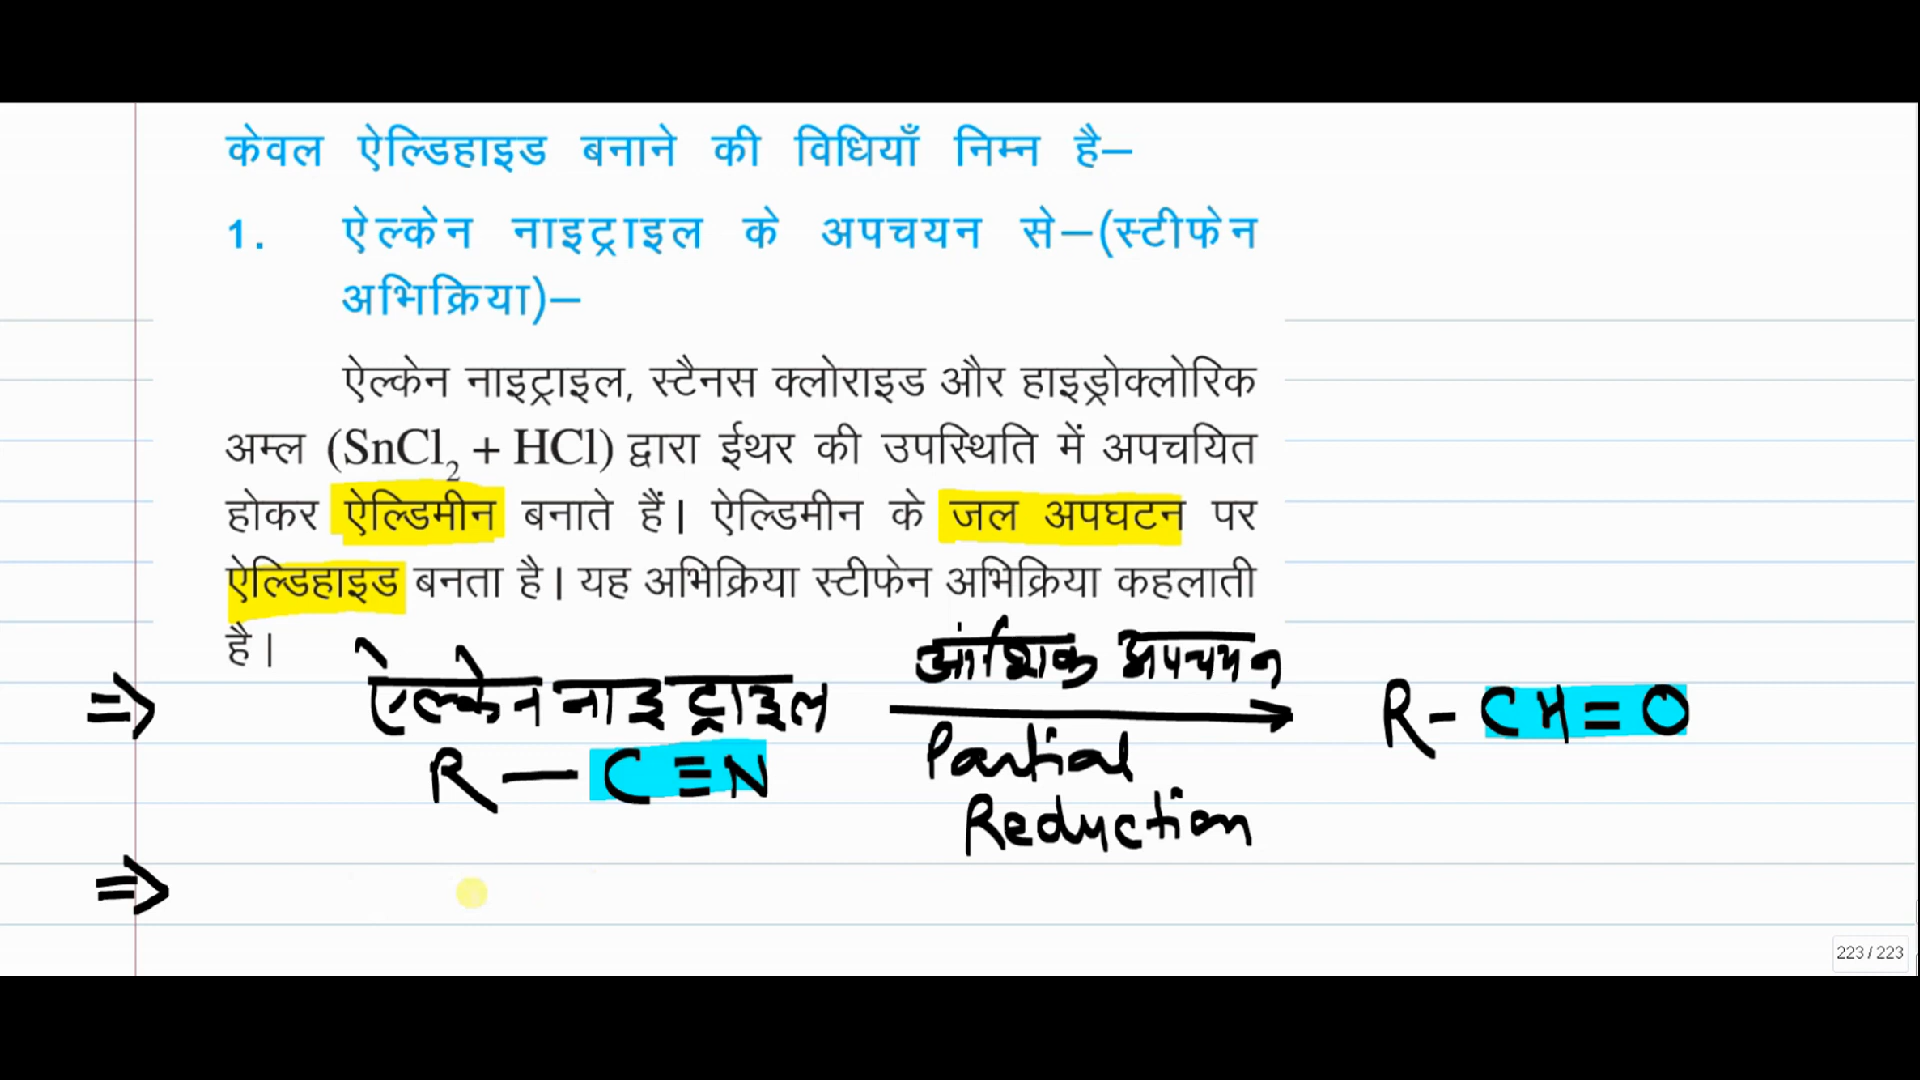 केवल ऐल्डिहाइड बनाने की विधियाँ निम्न है–
1. ऐल्केन नाइट्राइल के अपचयन से–(स्टीफेन
अभिक्रिया)–
ऐल्केन नाइट्राइल, स्टैनस क्लोराइड और हाइड्रोक्लोरिक
अम्ल (SnCl₂ + HCl) द्वारा ईथर की उपस्थिति में अपचयित
होकर ऐल्डिमीन बनाते हैं। ऐल्डिमीन के जल अपघटन पर
ऐल्डिहाइड बनता है। यह अभिक्रिया स्टीफेन अभिक्रिया कहलाती
है।
⇒ ऐल्केन नाइट्राइल आंशिक अपचयन R-CH=O
R—C≡N Partial
Reduction
⇒
223 / 223